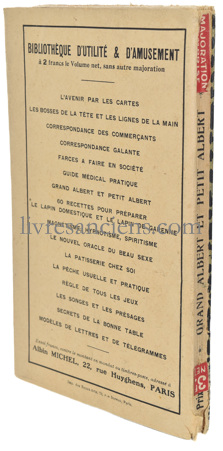 BIBLIOTHÈQUE D'UTILITÉ & D'AMUSEMENT
à 2 francs le Volume net, sans autre majoration
L'AVENIR PAR LES CARTES
LES BOSSES DE LA TÊTE ET LES LIGNES DE LA MAIN
CORRESPONDANCE DES COMMERÇANTS
CORRESPONDANCE GALANTE
FARCES A FAIRE EN SOCIÉTÉ
GUIDE MÉDICAL PRATIQUE
GRAND ALBERT ET PETIT ALBERT
60 RECETTES POUR PRÉPARER
LE LAPIN DOMESTIQUE ET LE LAPIN DE GARENNE
MAGNÉTISME, HYPNOTISME, SPIRITISME
LE NOUVEL ORACLE DU BEAU SEXE
LA PATISSERIE CHEZ SOI
LA PÊCHE USUELLE ET PRATIQUE
RÈGLE DE TOUS LES JEUX
LES SONGES ET LES PRÉSAGES
SECRETS DE LA BONNE TABLE
MODÈLES DE LETTRES ET DE TÉLÉGRAMMES
Albin MICHEL, 22, rue Huyghens, PARIS
MAJORATION
GRAND ALBERT ET PETIT ALBERT
livresanciens.com